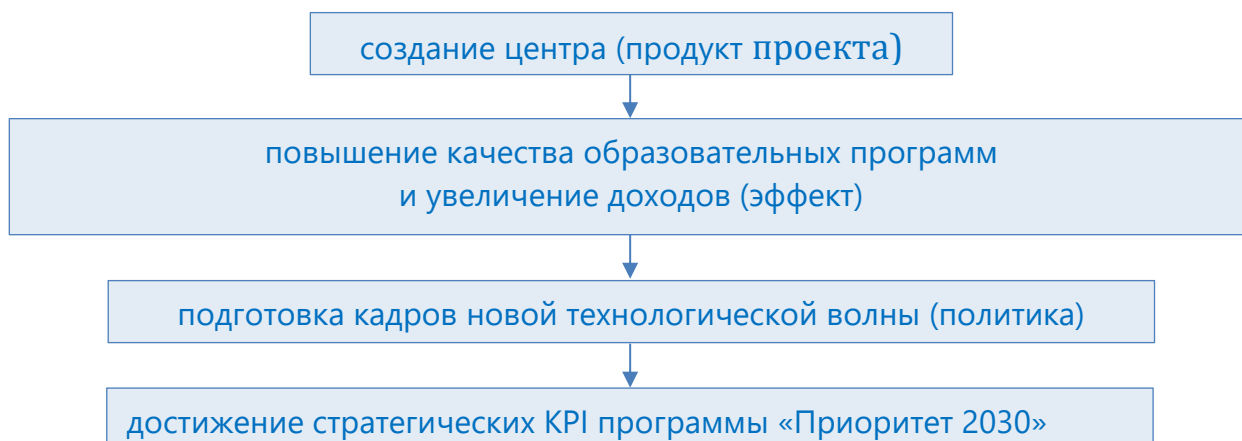 создание центра (продукт проекта)
повышение качества образовательных программ
и увеличение доходов (эффект)
подготовка кадров новой технологической волны (политика)
достижение стратегических KPI программы «Приоритет 2030»